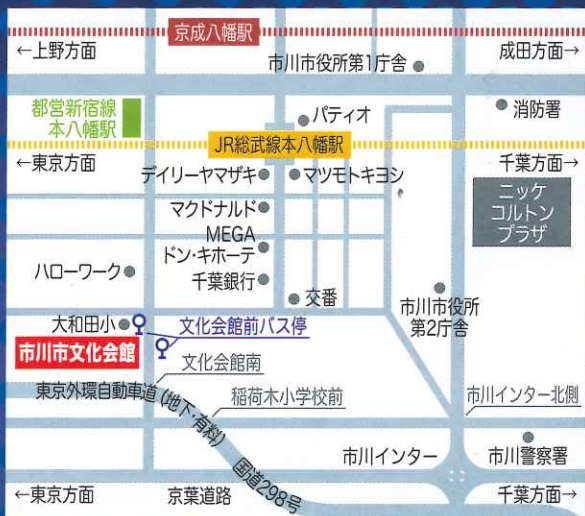 京成八幡駅
←上野方面
成田方面→
市川市役所第1庁舎
都営新宿線
本八幡駅
パティオ
消防署
JR総武線本八幡駅
←東京方面
千葉方面→
デイリーヤマザキ
マツモトキヨシ
ニッケ
コルトン
プラザ
マクドナルド
MEGA
ドン・キホーテ
ハローワーク
千葉銀行
交番
市川市役所
第2庁舎
大和田小
文化会館前バス停
市川市文化会館
文化会館南
東京外環自動車道(地下・有料)
稲荷木小学校前
市川インター北側
国道298号
市川インター
市川警察署
←東京方面
京葉道路
千葉方面→